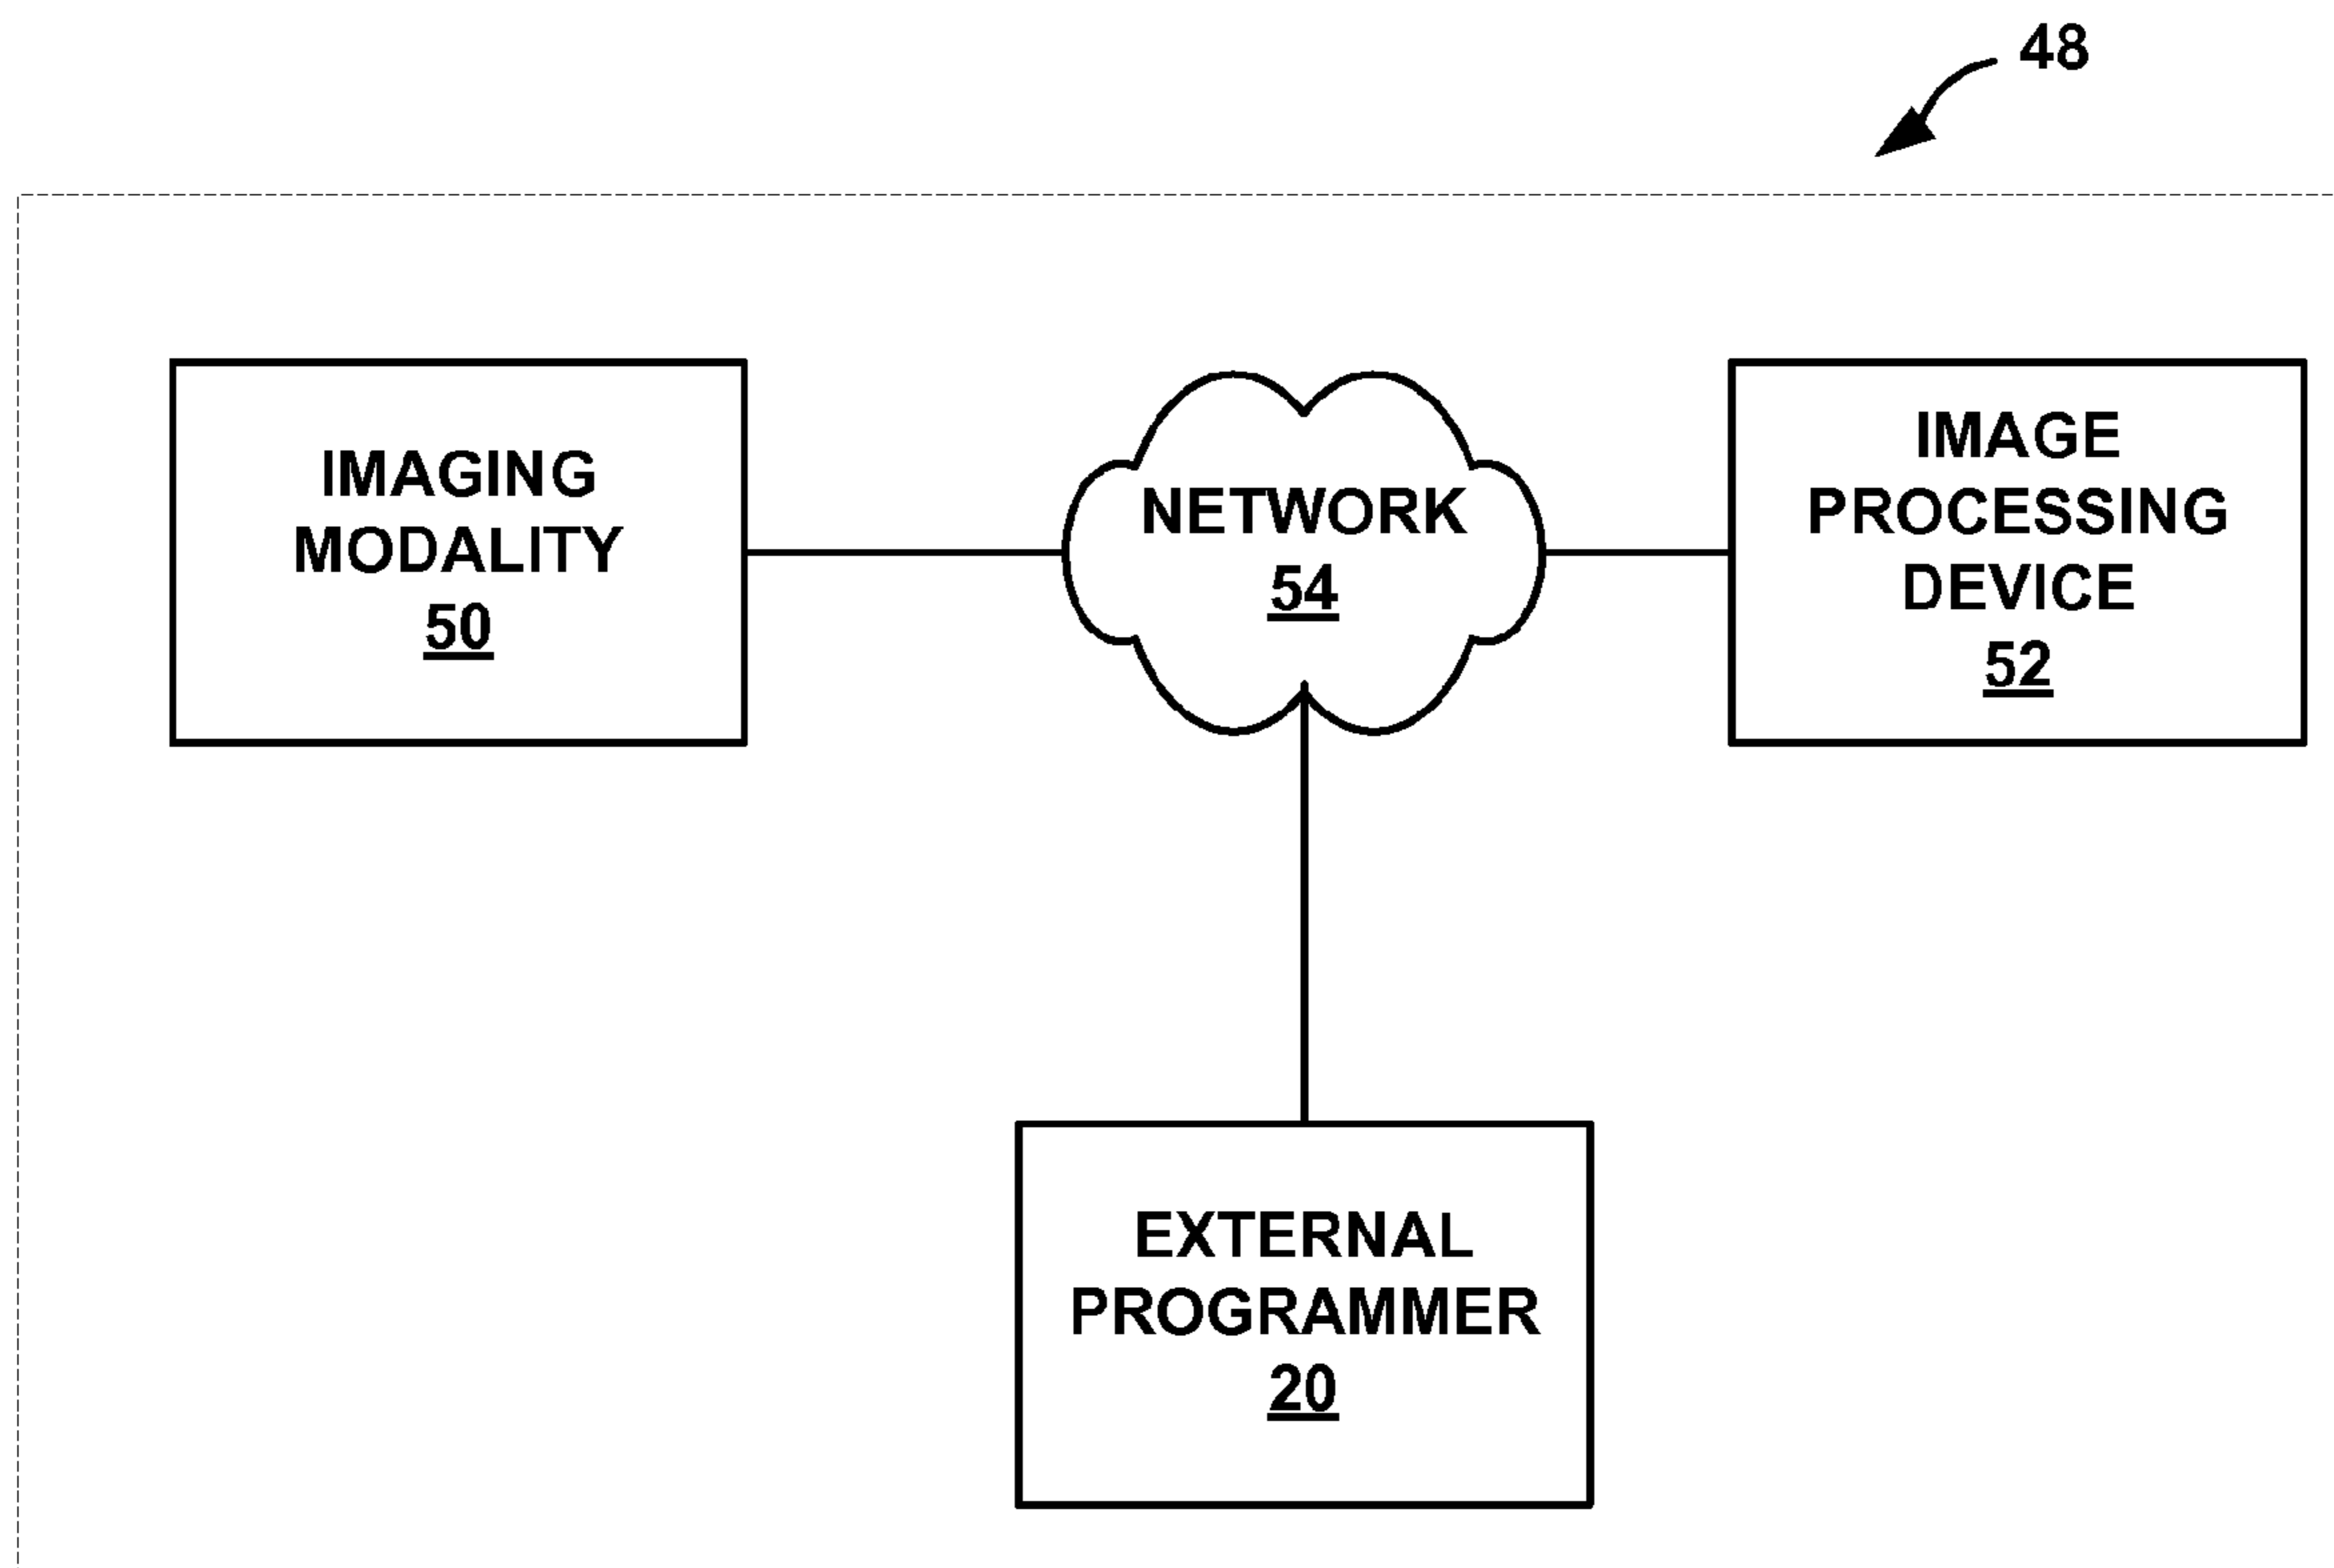 48
IMAGING
MODALITY
50
NETWORK
54
IMAGE
PROCESSING
DEVICE
52
EXTERNAL
PROGRAMMER
20